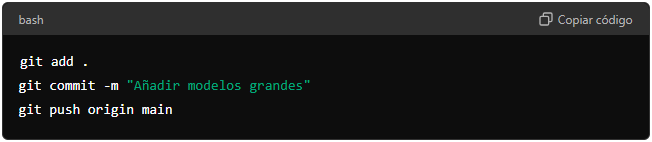 bash
Copiar código
git add .
git commit -m "Añadir modelos grandes"
git push origin main